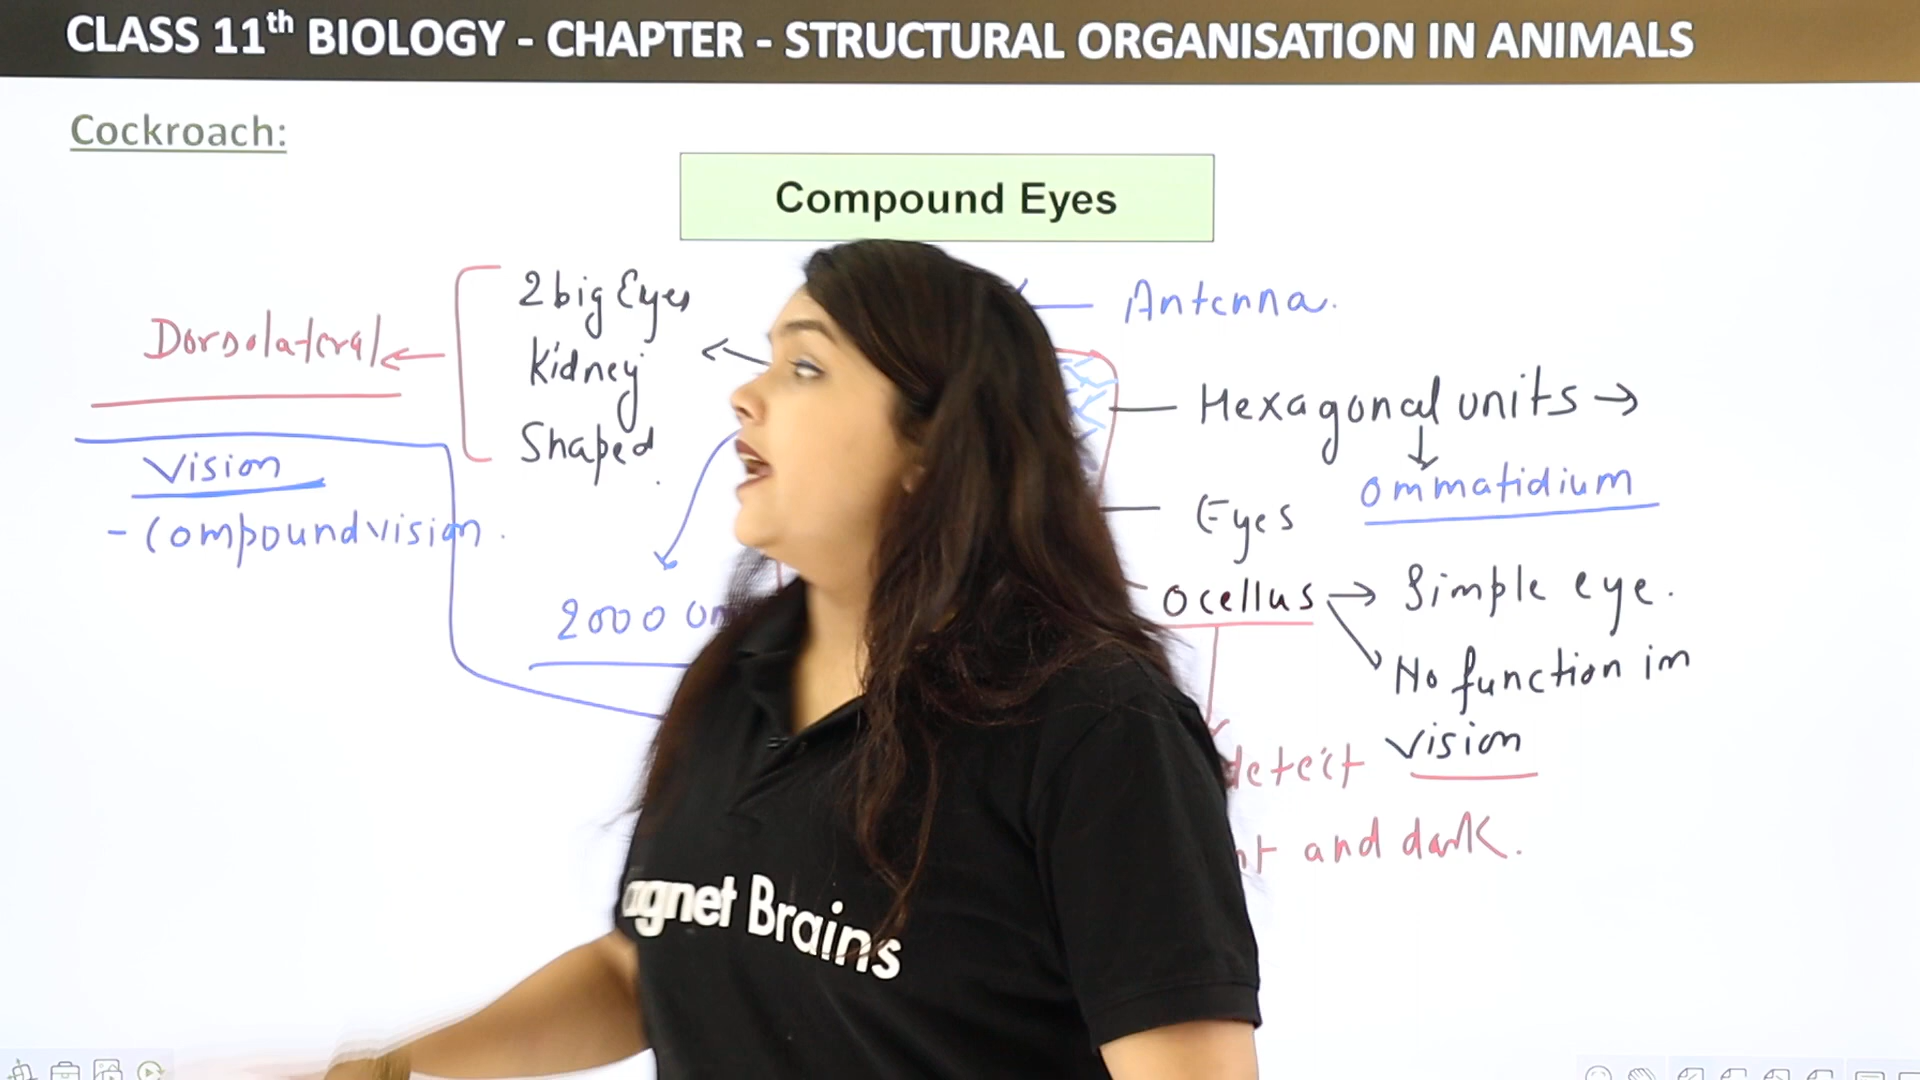 CLASS 11th BIOLOGY - CHAPTER - STRUCTURAL ORGANISATION IN ANIMALS
Cockroach:
Compound Eyes
2 big Eyes
Kidney
Shaped.
Dorsolateral
Vision
- Compound vision.
2000
Antenna.
Hexagonal units →
Ommatidium
Eyes
Ocellus → Simple eye.
No function in
vision
detect
and dark.
agnet Brains